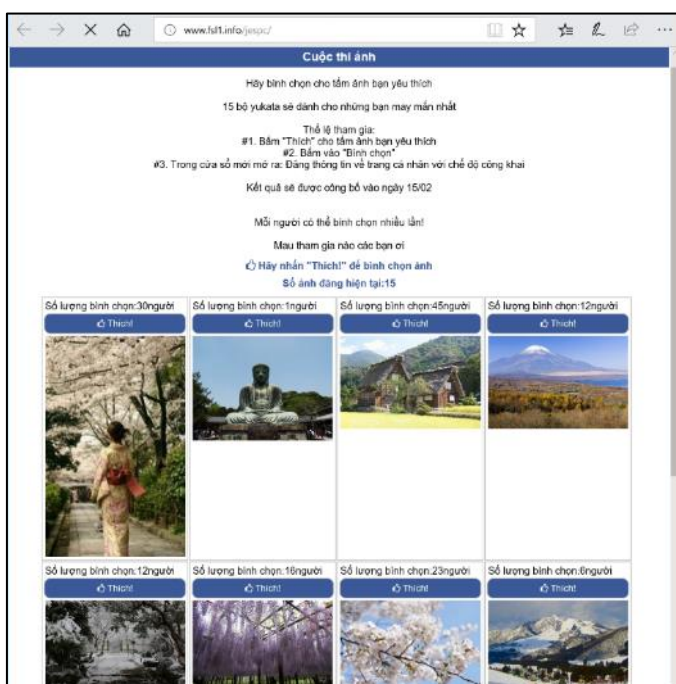 www.fsl1.info/jespc/
Cuộc thi ảnh
Hãy bình chọn cho tấm ảnh bạn yêu thích
15 bộ yukata sẽ dành cho những bạn may mắn nhất
Thể lệ tham gia:
#1. Bấm "Thích" cho tấm ảnh bạn yêu thích
#2. Bấm vào "Bình chọn"
#3. Trong cửa sổ mới mở ra: Đăng thông tin về trang cá nhân với chế độ công khai
Kết quả sẽ được công bố vào ngày 15/02
Mỗi người có thể bình chọn nhiều lần!
Mau tham gia nào các bạn ơi
Hãy nhấn "Thích!" để bình chọn ảnh
Số ảnh đăng hiện tại:15
Số lượng bình chọn:30người
Thích!
Số lượng bình chọn:1người
Thích!
Số lượng bình chọn:45người
Thích!
Số lượng bình chọn:12người
Thích!
Số lượng bình chọn:12người
Thích!
Số lượng bình chọn:16người
Thích!
Số lượng bình chọn:23người
Thích!
Số lượng bình chọn:6người
Thích!